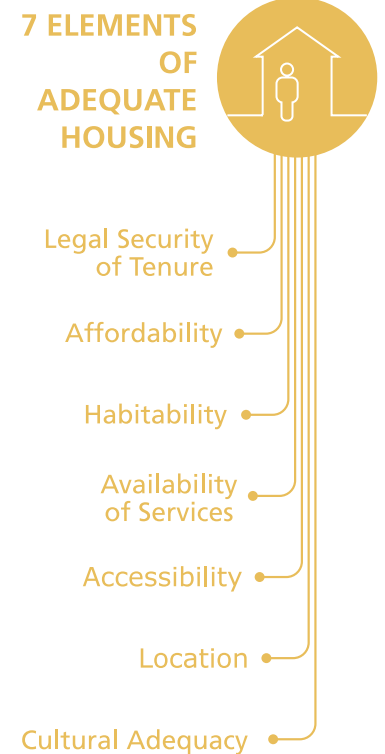 7 ELEMENTS
OF
ADEQUATE
HOUSING
Legal Security
of Tenure
Affordability
Habitability
Availability
of Services
Accessibility
Location
Cultural Adequacy